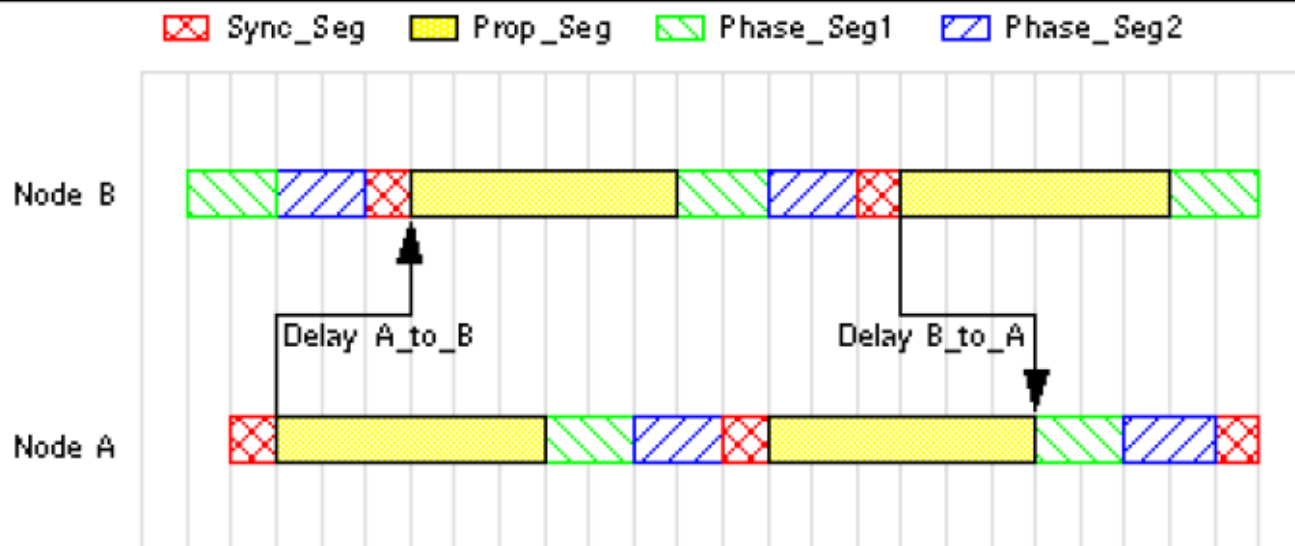 Sync_Seg Prop_Seg Phase_Seg1 Phase_Seg2
Node B
Delay A_to_B Delay B_to_A
Node A